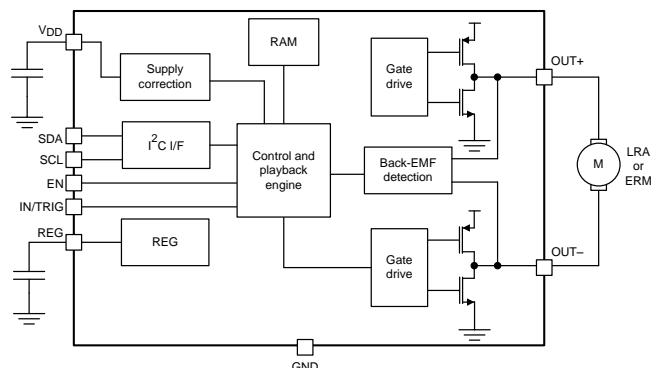 VDD
Supply
correction
RAM
Gate
drive
OUT+
SDA
SCL
I2C I/F
EN
IN/TRIG
Control and
playback
engine
Back-EMF
detection
M
LRA
or
ERM
REG
REG
Gate
drive
OUT–
GND